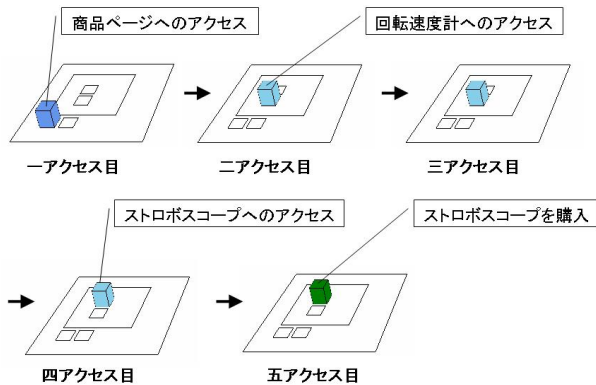 商品ページへのアクセス
回転速度計へのアクセス
一アクセス目
二アクセス目
三アクセス目
ストロボスコープへのアクセス
ストロボスコープを購入
四アクセス目
五アクセス目